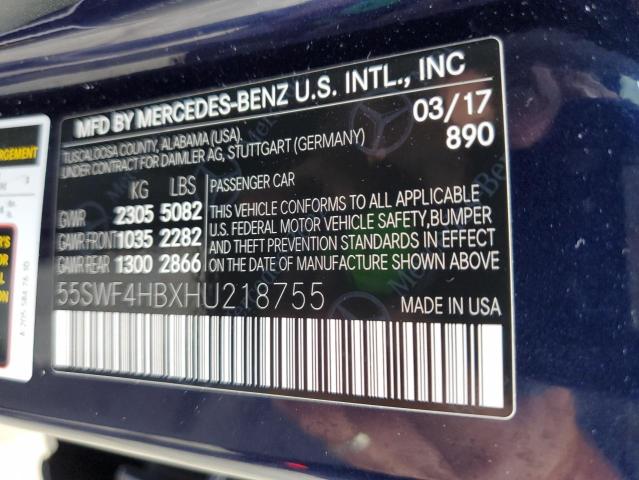 MFD BY MERCEDES-BENZ U.S. INTL., INC
TUSCALOOSA COUNTY, ALABAMA (USA).
UNDER CONTRACT FOR DAIMLER AG, STUTTGART (GERMANY)
03/17
890
KG LBS
GVWR 2305 5082
GAWR FRONT 1035 2282
GAWR REAR 1300 2866
PASSENGER CAR
THIS VEHICLE CONFORMS TO ALL APPLICABLE
U.S. FEDERAL MOTOR VEHICLE SAFETY,BUMPER
AND THEFT PREVENTION STANDARDS IN EFFECT
ON THE DATE OF MANUFACTURE SHOWN ABOVE
55SWF4HBXHU218755
MADE IN USA